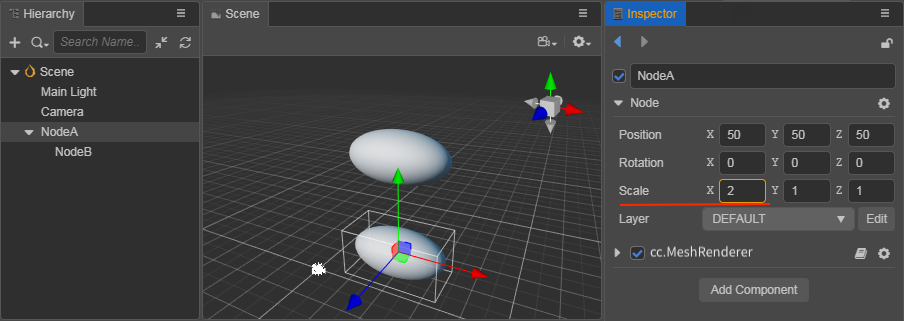 Hierarchy
Search Name..
Scene
Main Light
Camera
NodeA
NodeB
Scene
Inspector
NodeA
Node
Position X 50 Y 50 Z 50
Rotation X 0 Y 0 Z 0
Scale X 2 Y 1 Z 1
Layer DEFAULT Edit
cc.MeshRenderer
Add Component